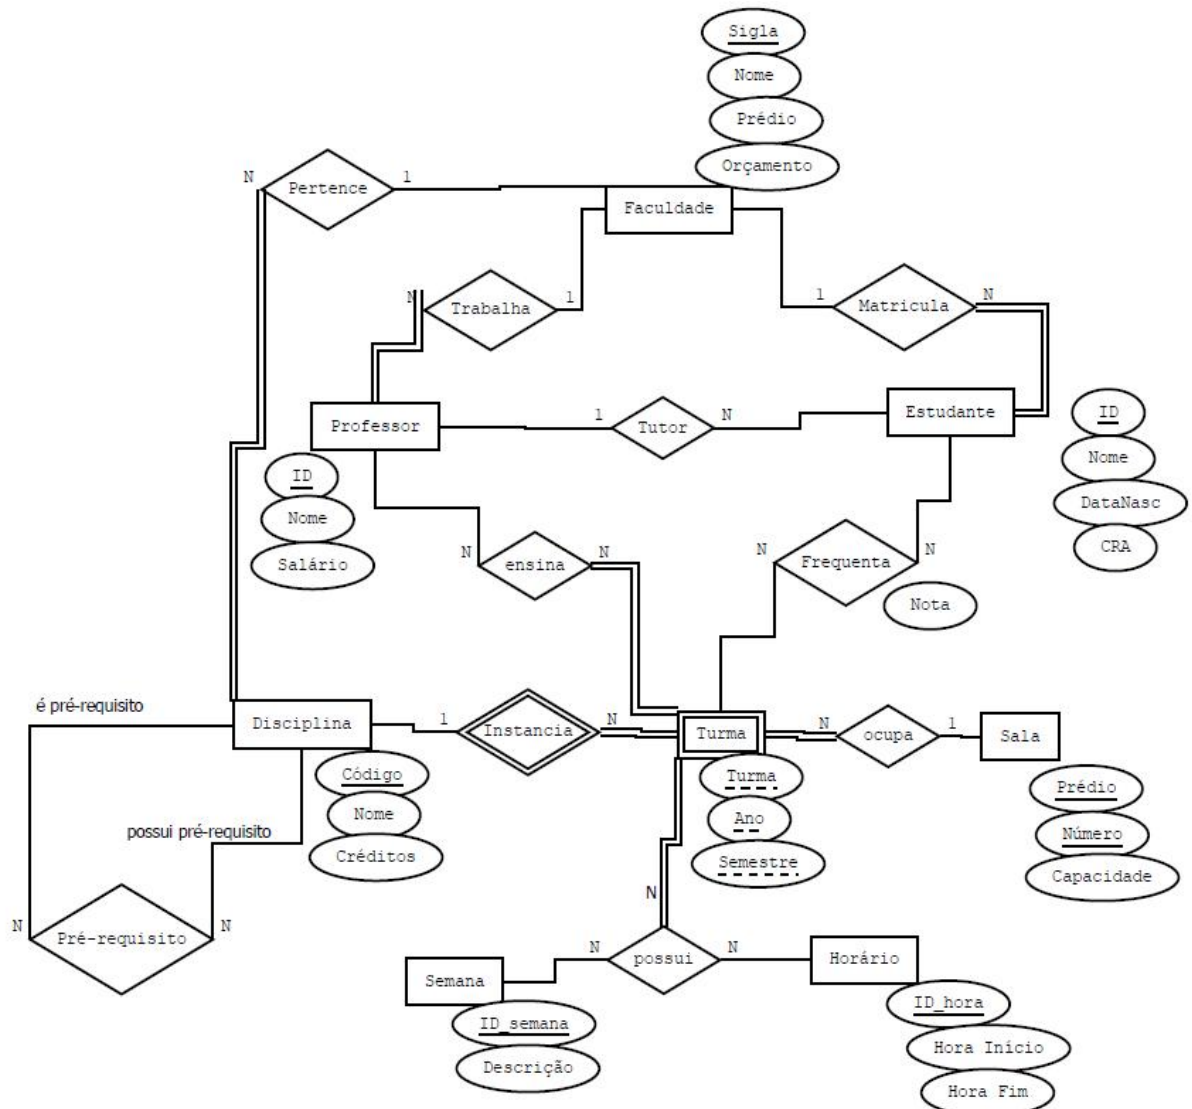 Sigla
Nome
Prédio
Orçamento
N
Pertence
1
Faculdade
N
Trabalha
1
1
Matricula
N
Professor
1
Tutor
N
Estudante
ID
Nome
Salário
ID
Nome
DataNasc
CRA
N
ensina
N
N
Frequenta
N
Nota
é pré-requisito
Disciplina
1
Instancia
N
Turma
N
ocupa
1
Sala
Código
Nome
Créditos
Turma
Ano
Semestre
Prédio
Número
Capacidade
possui pré-requisito
N
Pré-requisito
N
N
N
possui
N
Semana
Horário
ID_semana
Descrição
ID_hora
Hora Início
Hora Fim